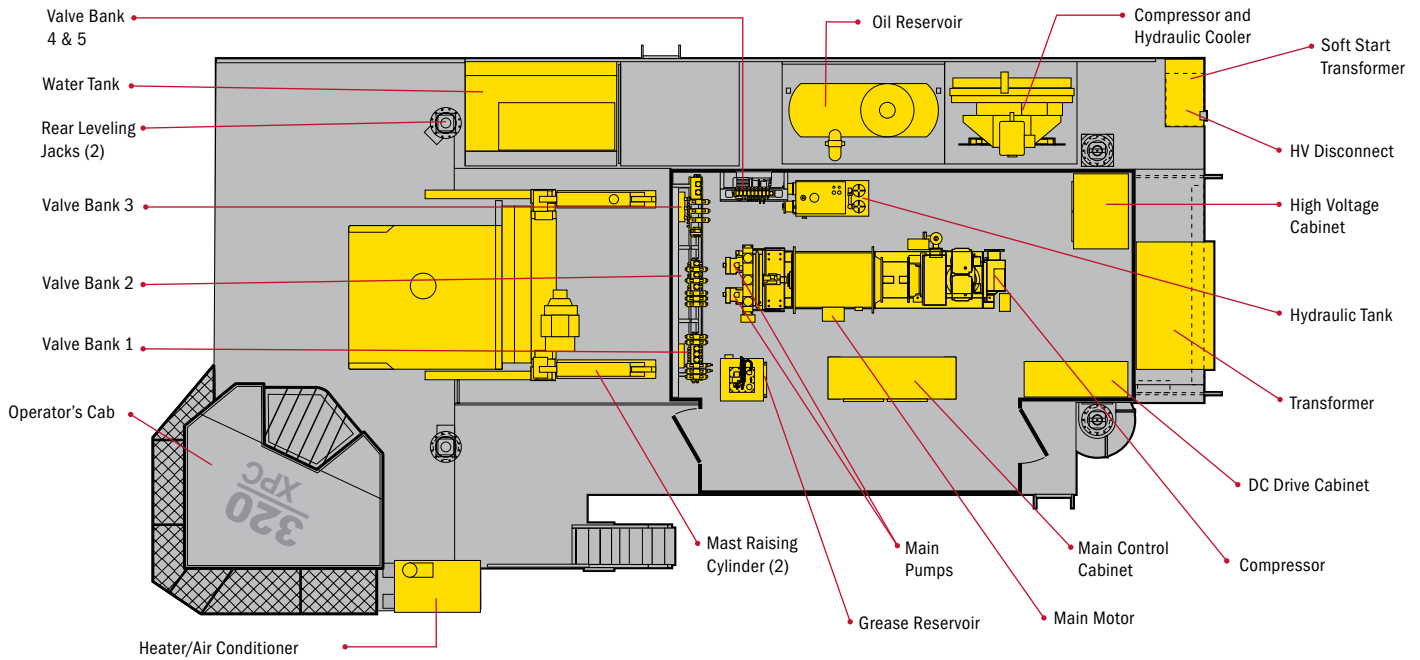 Valve Bank
4 & 5
Water Tank
Rear Leveling
Jacks (2)
Valve Bank 3
Valve Bank 2
Valve Bank 1
Operator's Cab
Heater/Air Conditioner
320
XPC
Oil Reservoir
Compressor and
Hydraulic Cooler
Soft Start
Transformer
HV Disconnect
High Voltage
Cabinet
Hydraulic Tank
Transformer
DC Drive Cabinet
Compressor
Main Control
Cabinet
Main Motor
Main
Pumps
Grease Reservoir
Mast Raising
Cylinder (2)